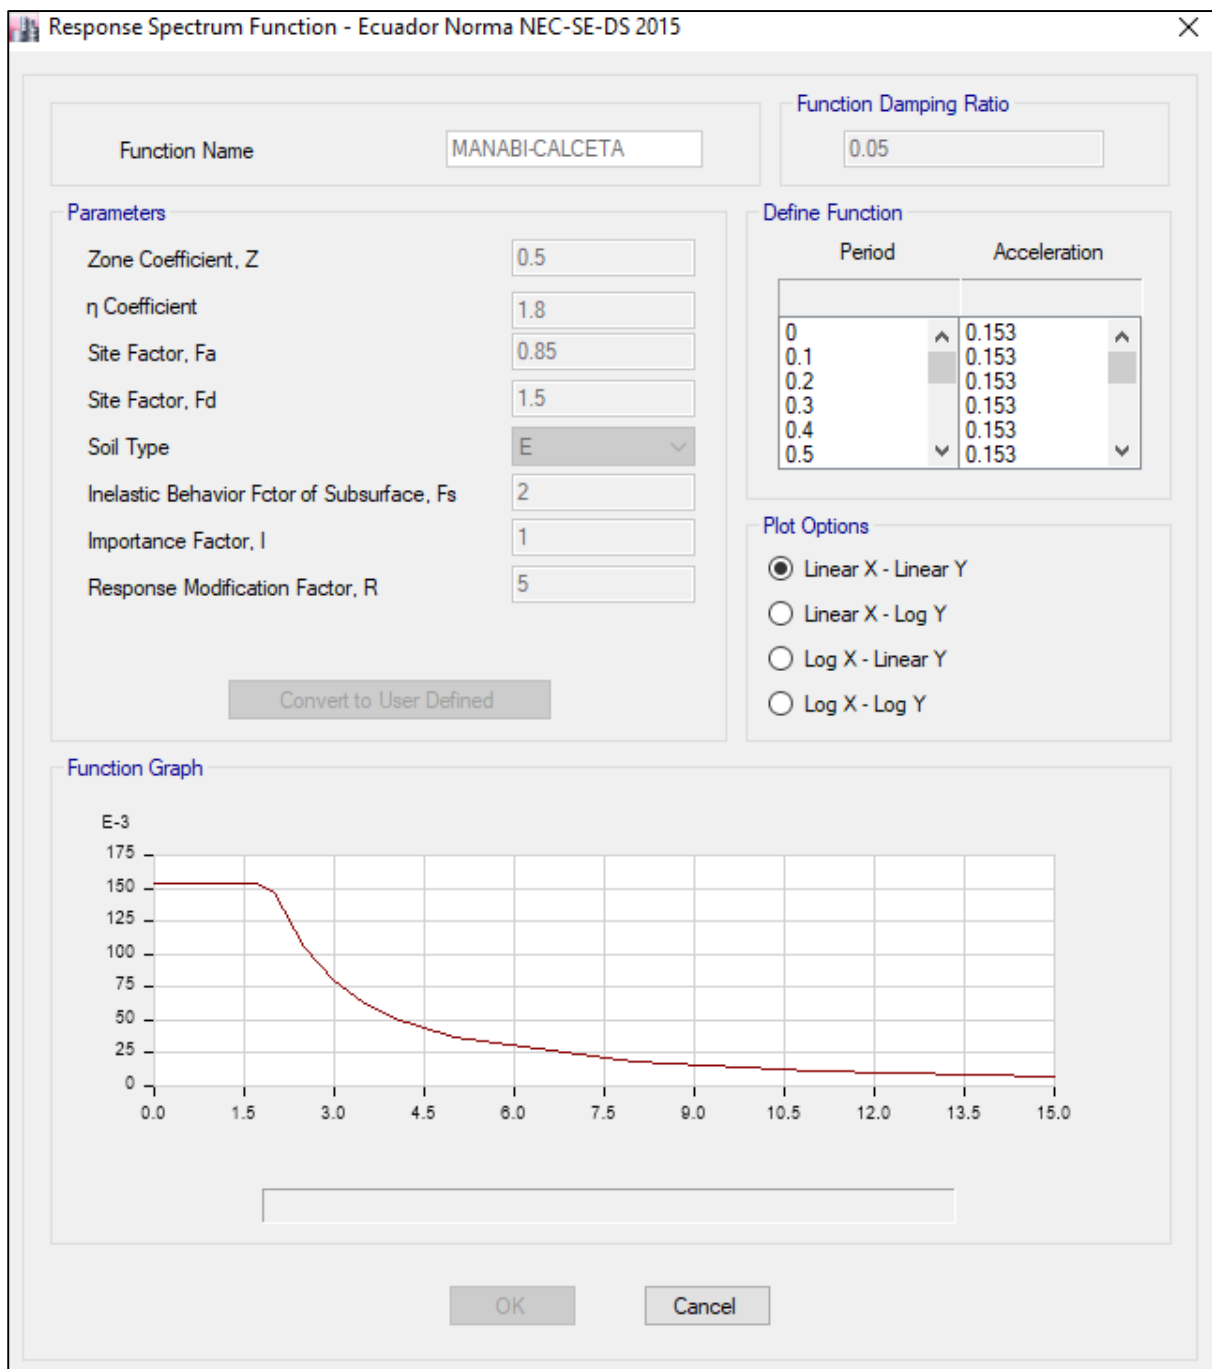 Response Spectrum Function - Ecuador Norma NEC-SE-DS 2015
Function Name
MANABI-CALCETA
Function Damping Ratio
0.05
Parameters
Zone Coefficient, Z
0.5
η Coefficient
1.8
Site Factor, Fa
0.85
Site Factor, Fd
1.5
Soil Type
E
Inelastic Behavior Fctor of Subsurface, Fs
2
Importance Factor, I
1
Response Modification Factor, R
5
Convert to User Defined
Define Function
Period Acceleration
0 0.153
0.1 0.153
0.2 0.153
0.3 0.153
0.4 0.153
0.5 0.153
Plot Options
Linear X - Linear Y
Linear X - Log Y
Log X - Linear Y
Log X - Log Y
Function Graph
E-3
175
150
125
100
75
50
25
0
0.0 1.5 3.0 4.5 6.0 7.5 9.0 10.5 12.0 13.5 15.0
OK Cancel